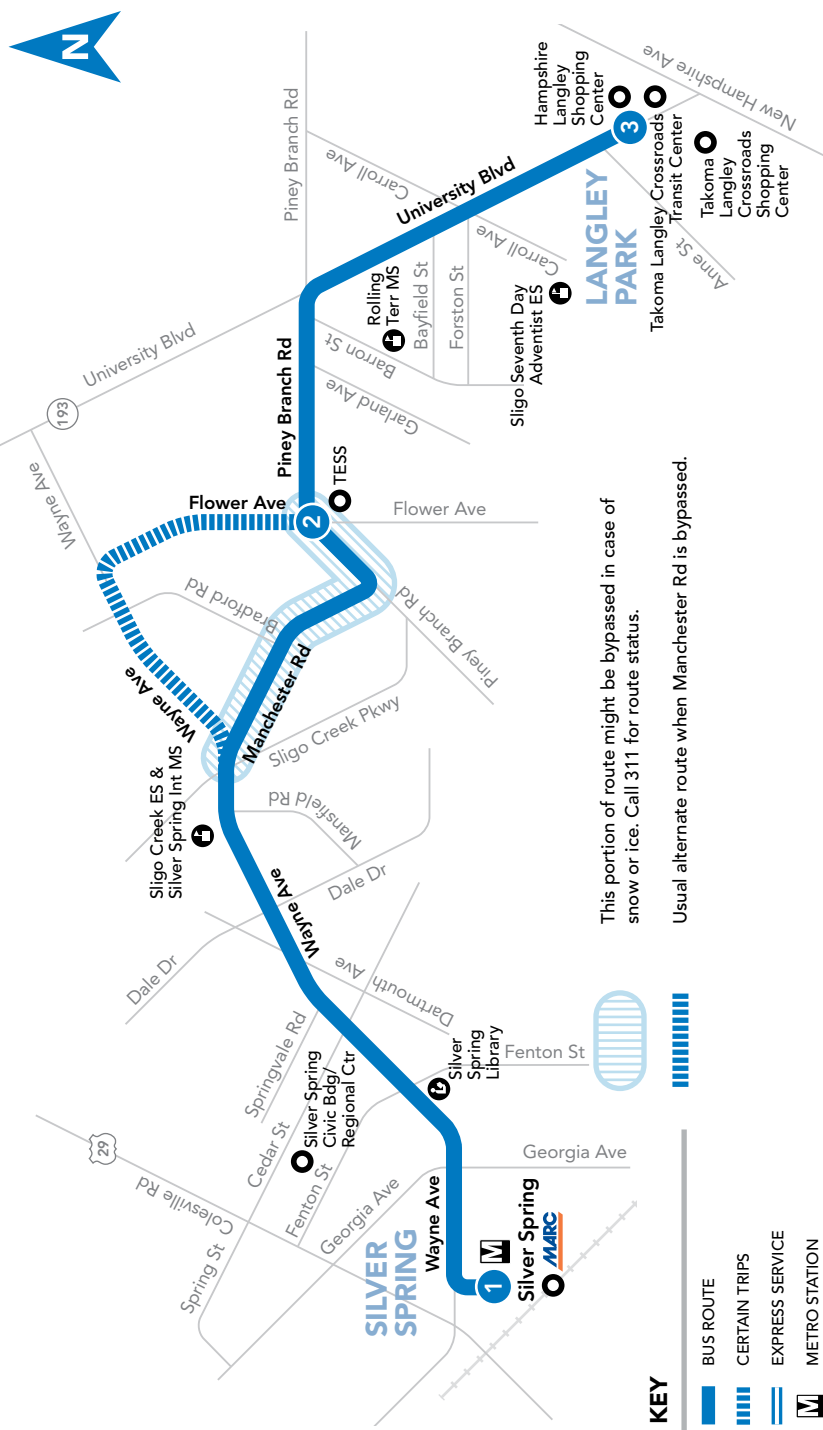 N
Piney Branch Rd
New Hampshire Ave
Hampshire
Langley
Shopping
Center
3
Takoma Langley Crossroads
Transit Center
Takoma
Langley
Crossroads
Shopping
Center
Carroll Ave
University Blvd
Carroll Ave
LANGLEY
PARK
Anne St
Sligo Seventh Day
Adventist ES
Rolling
Terr MS
Bayfield St
Forston St
Barron St
Garland Ave
University Blvd
193
Wayne Ave
Piney Branch Rd
Flower Ave
2
TESS
Flower Ave
Bradford Rd
Piney Branch Rd
Wayne Ave
Manchester Rd
Sligo Creek Pkwy
Sligo Creek ES &
Silver Spring Int MS
Mansfield Rd
Dale Dr
Dale Dr
Wayne Ave
Dartmouth Ave
Springvale Rd
Silver Spring
Civic Bdg/
Regional Ctr
Silver
Spring
Library
Fenton St
Cedar St
Fenton St
29
Colesville Rd
Spring St
Georgia Ave
Georgia Ave
SILVER
SPRING
Wayne Ave
1
M
Silver Spring
MARC
This portion of route might be bypassed in case of
snow or ice. Call 311 for route status.
Usual alternate route when Manchester Rd is bypassed.
KEY
BUS ROUTE
CERTAIN TRIPS
EXPRESS SERVICE
M METRO STATION